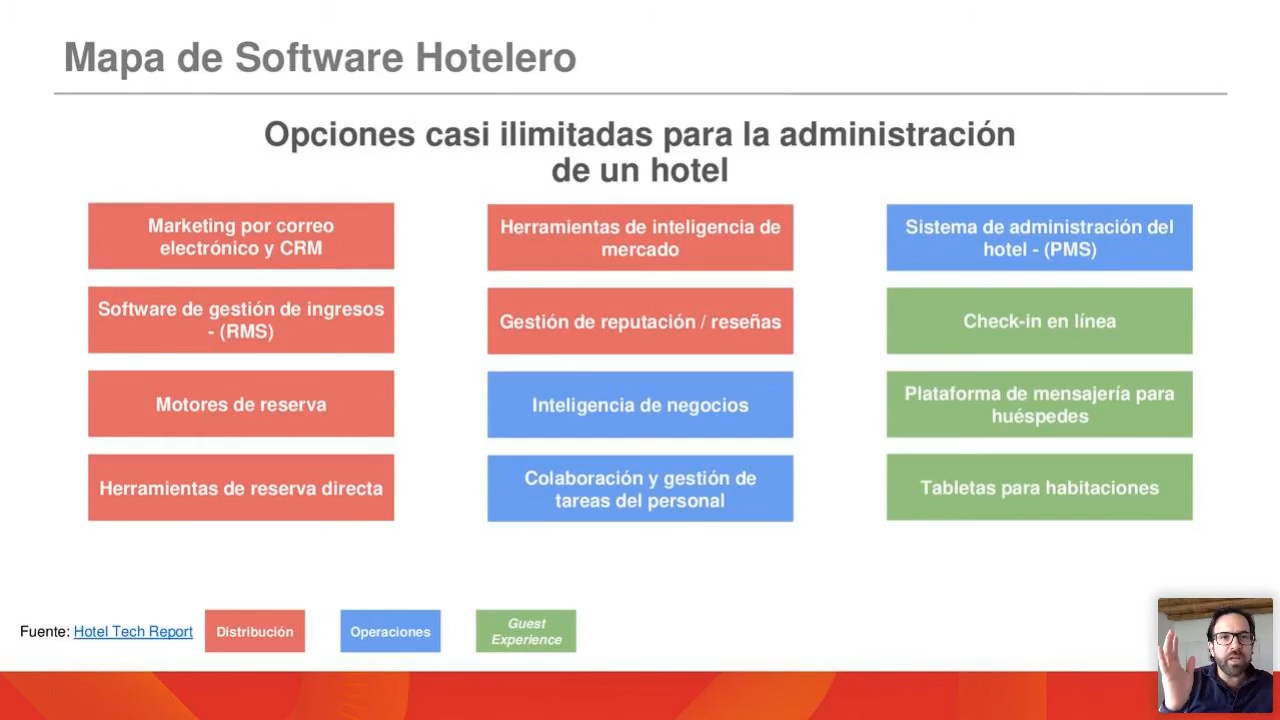 Mapa de Software Hotelero
Opciones casi ilimitadas para la administración
de un hotel
Marketing por correo
electrónico y CRM
Software de gestión de ingresos
- (RMS)
Motores de reserva
Herramientas de reserva directa
Herramientas de inteligencia de
mercado
Gestión de reputación / reseñas
Inteligencia de negocios
Colaboración y gestión de
tareas del personal
Sistema de administración del
hotel - (PMS)
Check-in en línea
Plataforma de mensajería para
huéspedes
Tabletas para habitaciones
Fuente: Hotel Tech Report
Distribución
Operaciones
Guest
Experience